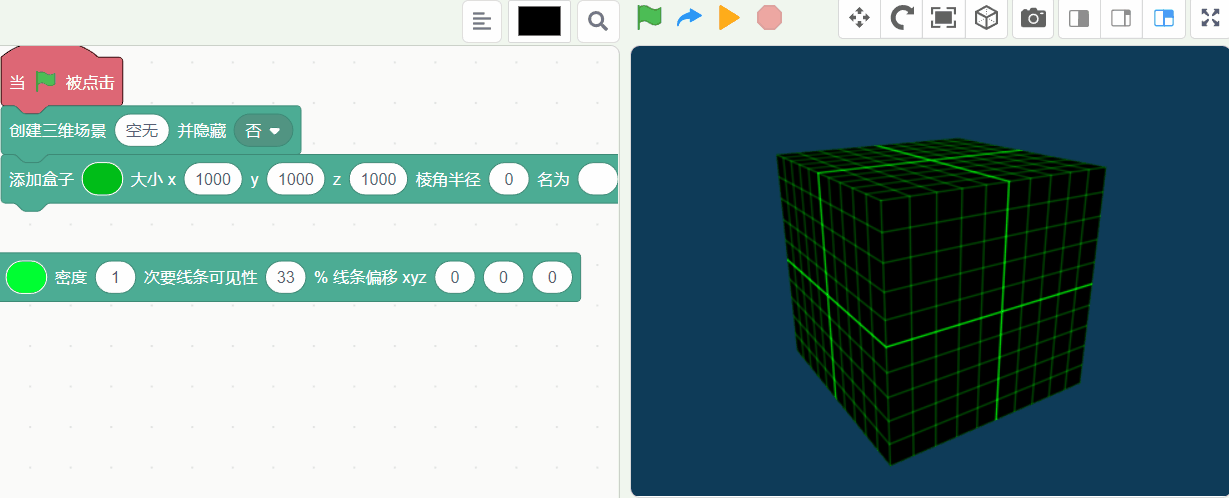 当 被点击
创建三维场景 空无 并隐藏 否
添加盒子 大小 x 1000 y 1000 z 1000 棱角半径 0 名为
密度 1 次要线条可见性 33 % 线条偏移 xyz 0 0 0